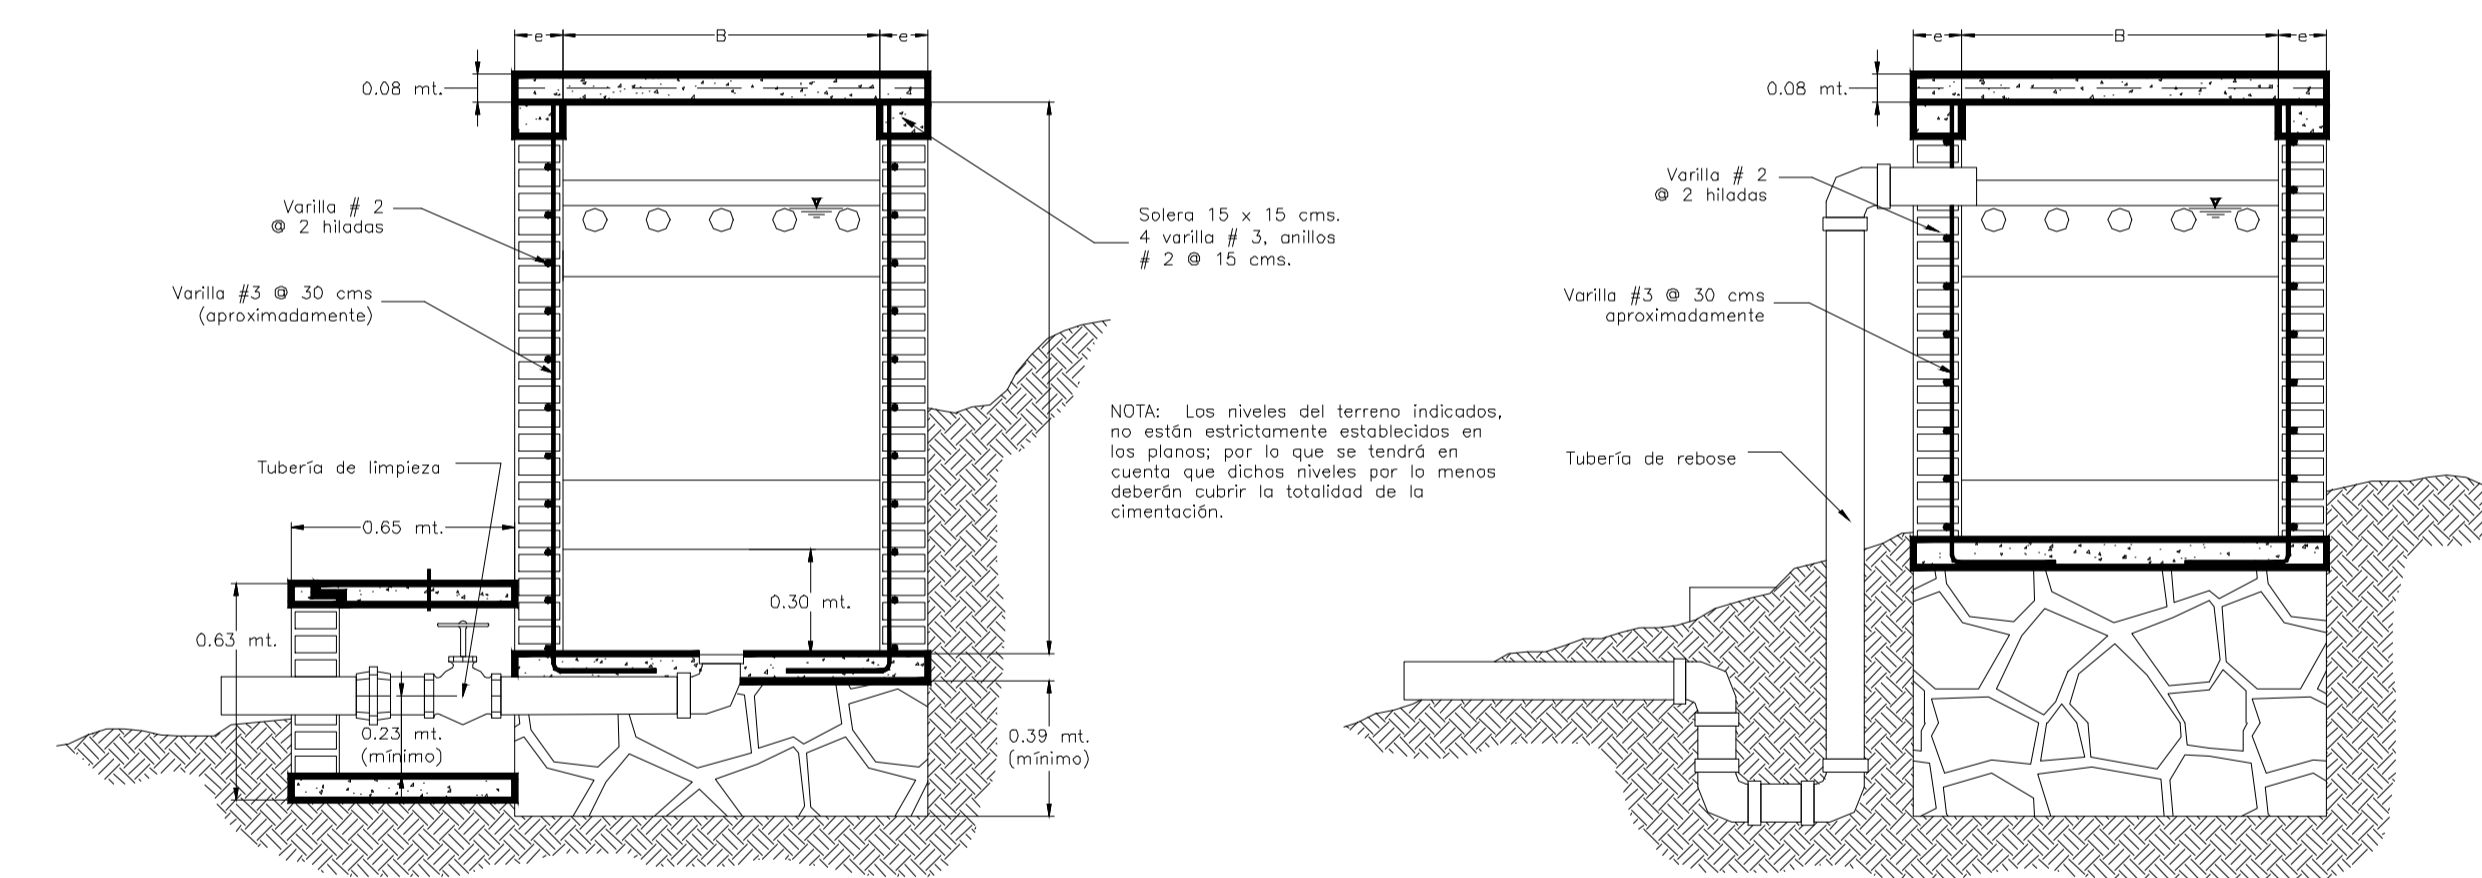 e
B
e
0.08 mt.
Varilla # 2
@ 2 hiladas
Varilla #3 @ 30 cms
(aproximadamente)
Solera 15 x 15 cms.
4 varilla # 3, anillos
# 2 @ 15 cms.
Tubería de limpieza
0.65 mt.
0.63 mt.
0.30 mt.
0.23 mt.
(mínimo)
0.39 mt.
(mínimo)
NOTA: Los niveles del terreno indicados,
no están estrictamente establecidos en
los planos; por lo que se tendrá en
cuenta que dichos niveles por lo menos
deberán cubrir la totalidad de la
cimentación.
e
B
e
0.08 mt.
Varilla # 2
@ 2 hiladas
Varilla #3 @ 30 cms
aproximadamente
Tubería de rebose